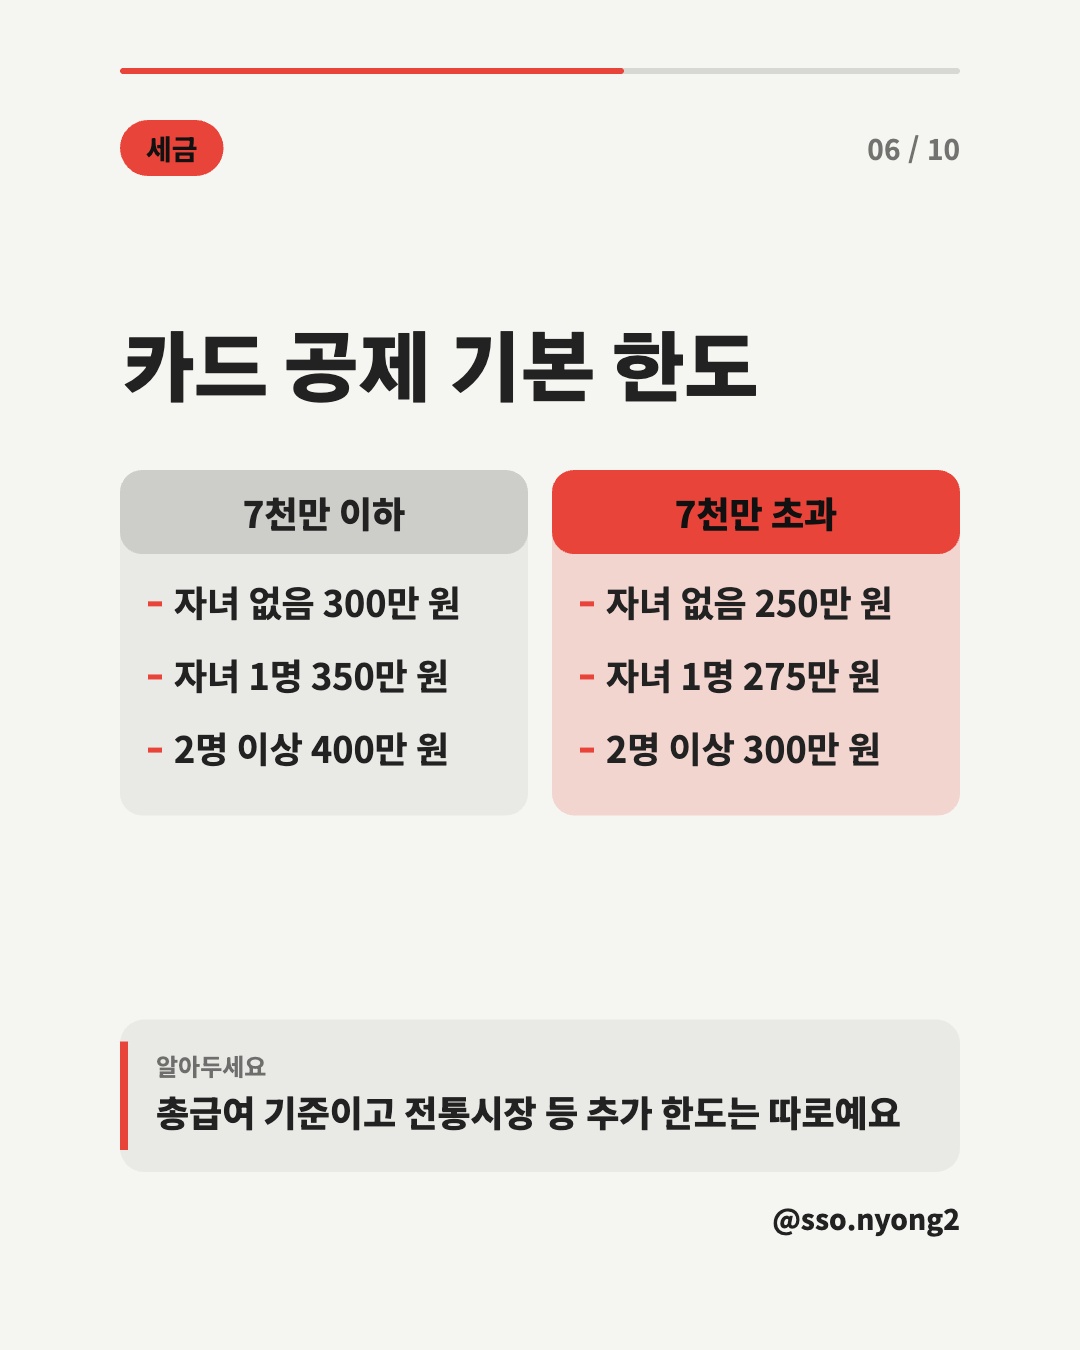 세금
06 / 10
카드 공제 기본 한도
7천만 이하
- 자녀 없음 300만 원
- 자녀 1명 350만 원
- 2명 이상 400만 원
7천만 초과
- 자녀 없음 250만 원
- 자녀 1명 275만 원
- 2명 이상 300만 원
알아두세요
총급여 기준이고 전통시장 등 추가 한도는 따로예요
@sso.nyong2